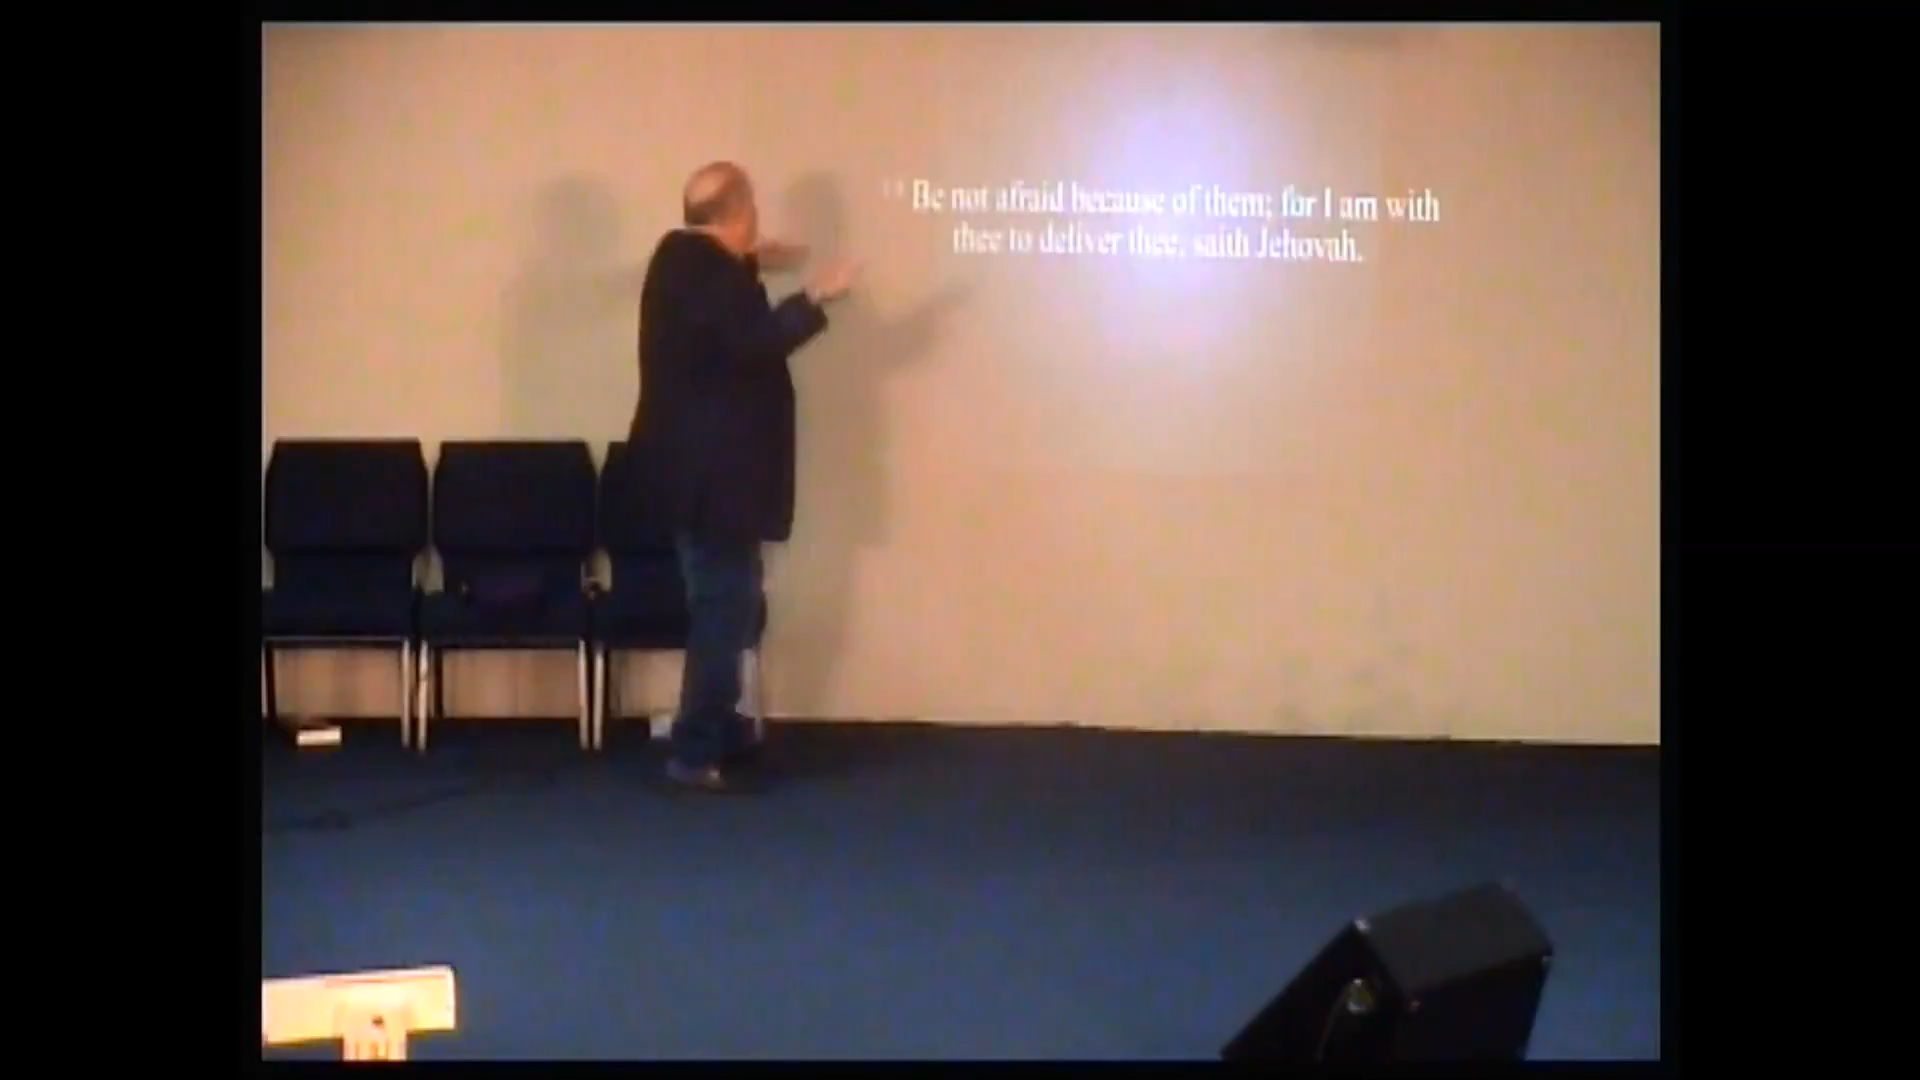 Be not afraid because of them; for I am with
thee to deliver thee, saith Jehovah.